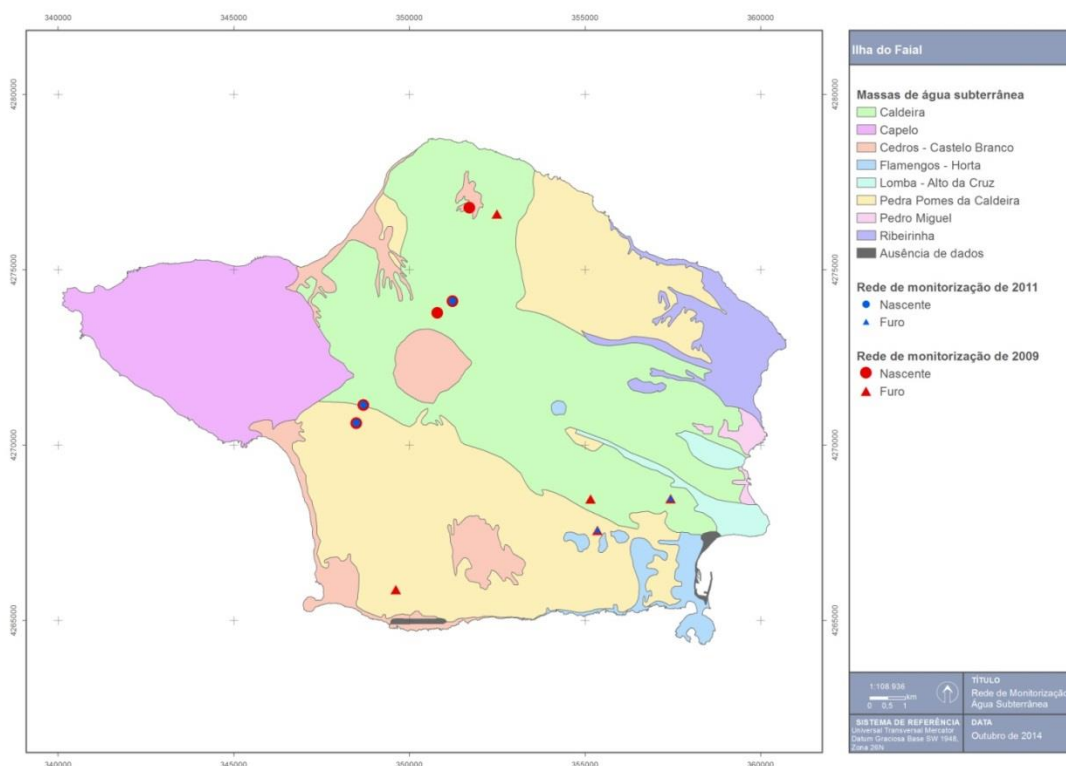 340000 345000 350000 355000 360000
4280000 4280000
4275000 4275000
4270000 4270000
4265000 4265000
340000 345000 350000 355000 360000
Ilha do Faial
Massas de água subterrânea
Caldeira
Capelo
Cedros - Castelo Branco
Flamengos - Horta
Lomba - Alto da Cruz
Pedra Pomes da Caldeira
Pedro Miguel
Ribeirinha
Ausência de dados
Rede de monitorização de 2011
Nascente
Furo
Rede de monitorização de 2009
Nascente
Furo
1:108.936
km
0 0,5 1
TÍTULO
Rede de Monitorização
Água Subterrânea
SISTEMA DE REFERÊNCIA
Universal Transversal Mercator
Datum Graciosa Base SW 1948,
Zona 26N
DATA
Outubro de 2014